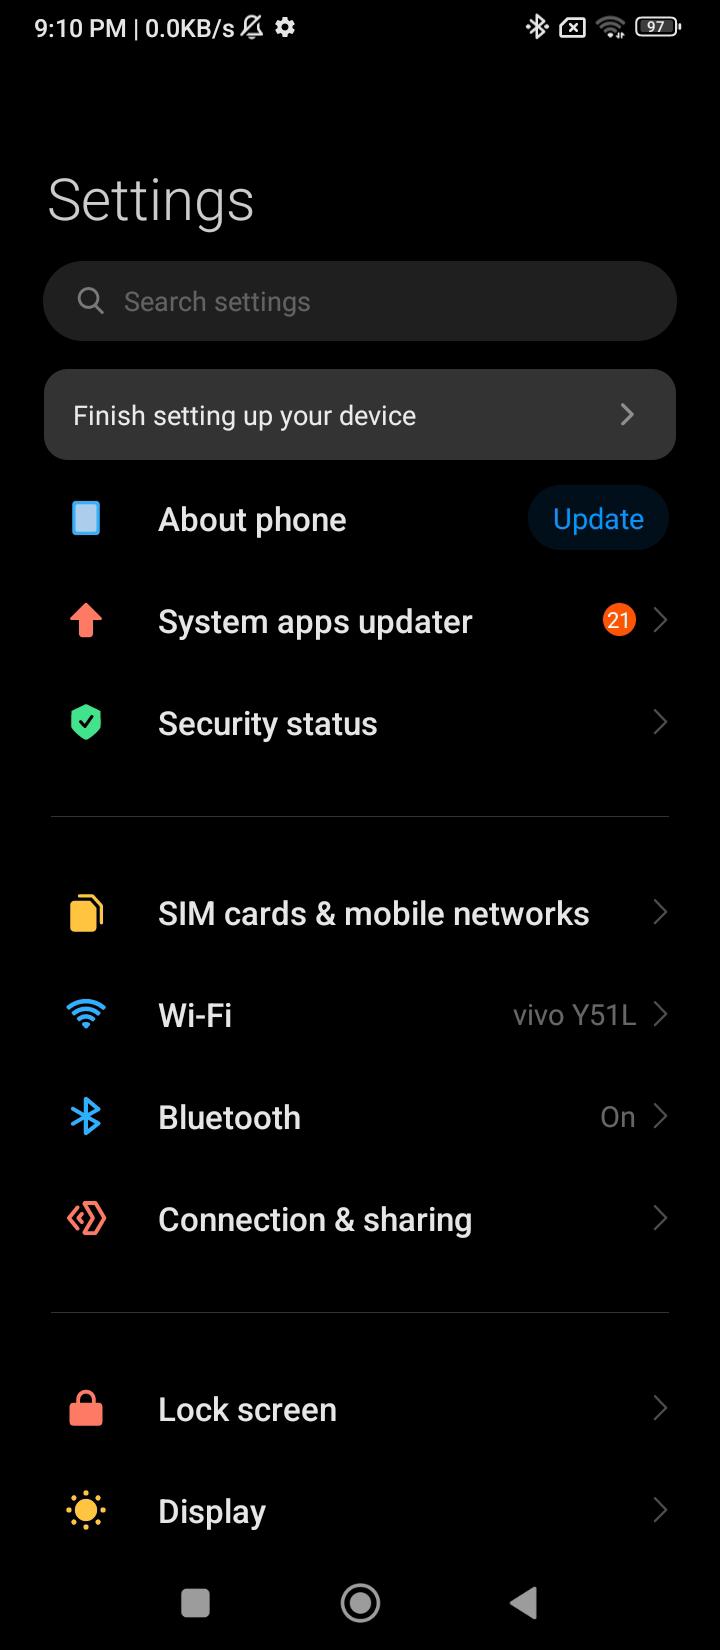 9:10 PM | 0.0KB/s 97
Settings
Search settings
Finish setting up your device
About phone Update
System apps updater 21
Security status
SIM cards & mobile networks
Wi-Fi vivo Y51L
Bluetooth On
Connection & sharing
Lock screen
Display